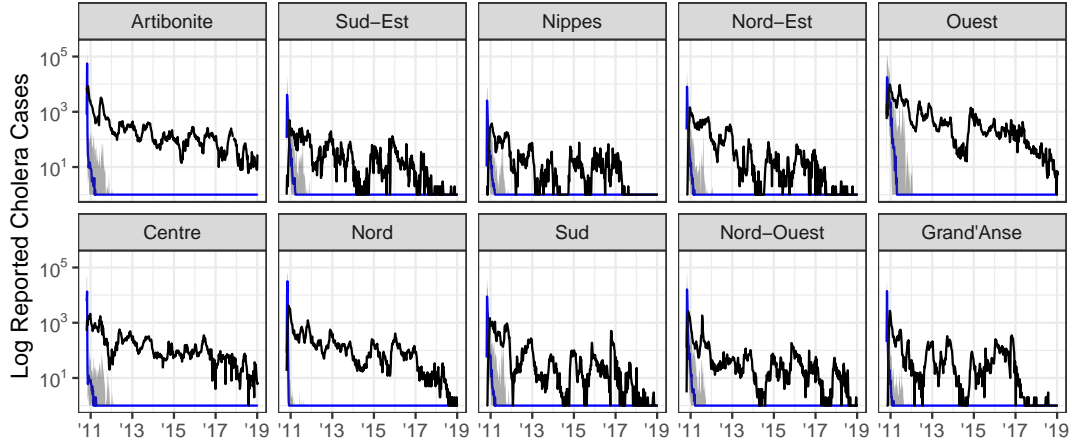 Artibonite Sud−Est Nippes Nord−Est Ouest
10^5
10^3
10^1
Centre Nord Sud Nord−Ouest Grand'Anse
10^5
10^3
10^1
'11 '13 '15 '17 '19 '11 '13 '15 '17 '19 '11 '13 '15 '17 '19 '11 '13 '15 '17 '19 '11 '13 '15 '17 '19
Log Reported Cholera Cases